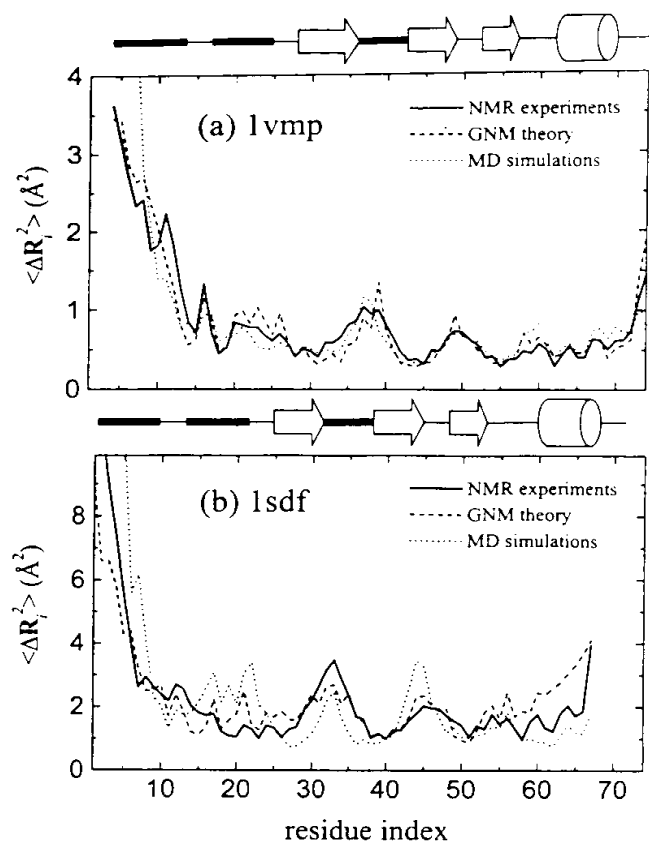 4
3
2
1
0
<ΔR_i^2> (Å^2)
(a) 1vmp
NMR experiments
GNM theory
MD simulations
8
6
4
2
0
<ΔR_i^2> (Å^2)
(b) 1sdf
NMR experiments
GNM theory
MD simulations
10 20 30 40 50 60 70
residue index